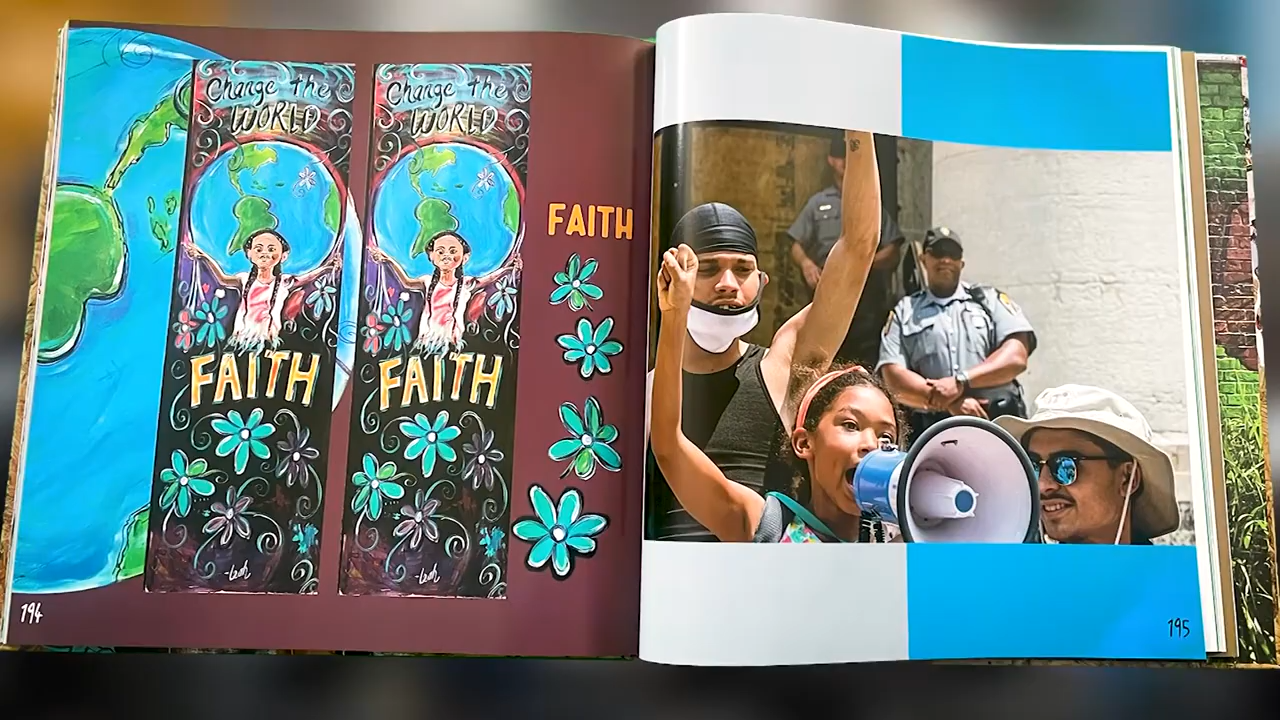 Change the
WORLD
FAITH
-Leah
Change the
WORLD
FAITH
-Leah
FAITH
194
195